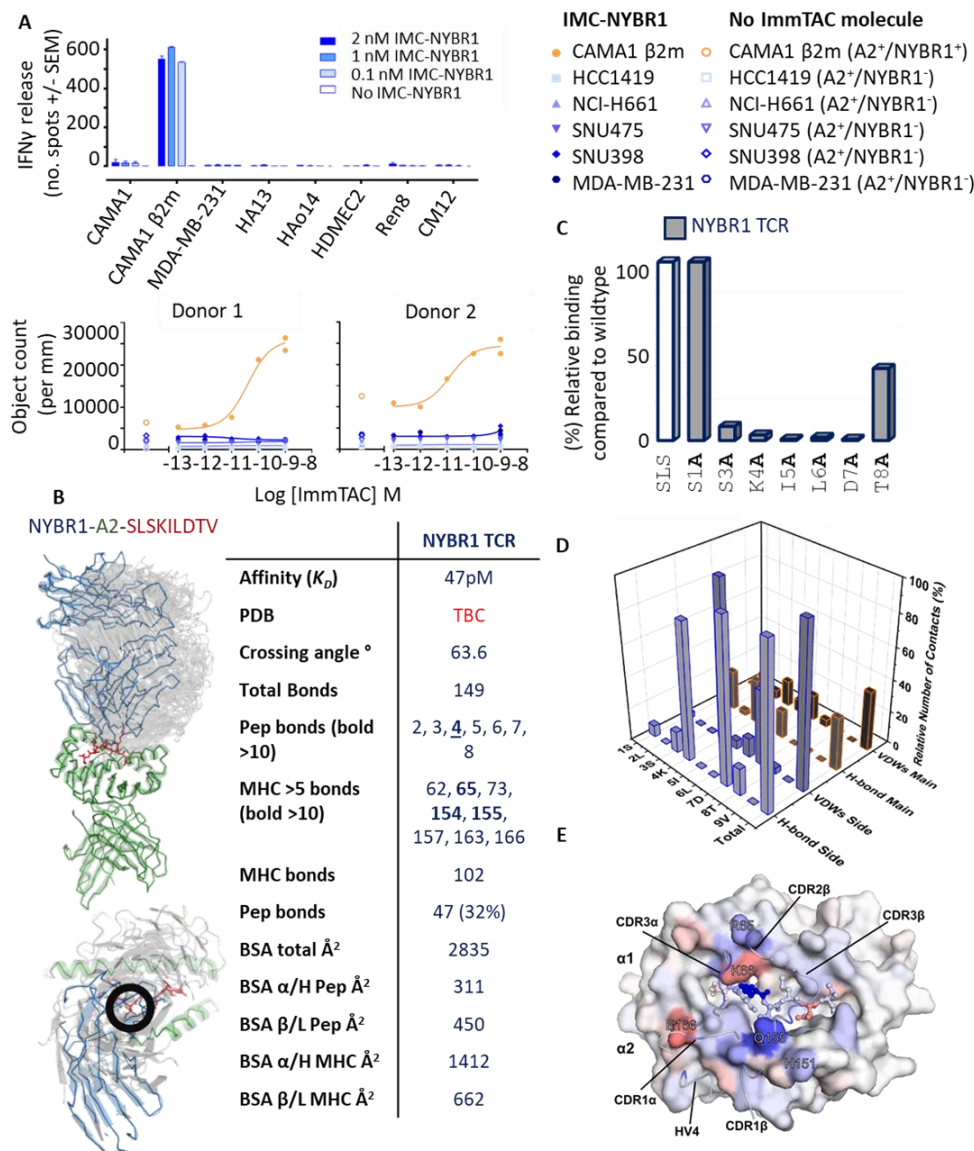 A
IFNγ release
(no. spots +/- SEM)
600
400
200
0
2 nM IMC-NYBR1
1 nM IMC-NYBR1
0.1 nM IMC-NYBR1
No IMC-NYBR1
CAMA1
CAMA1 β2m
MDA-MB-231
HA13
HAo14
HDMEC2
Ren8
CM12
IMC-NYBR1
No ImmTAC molecule
CAMA1 β2m
CAMA1 β2m (A2⁺/NYBR1⁺)
HCC1419
HCC1419 (A2⁺/NYBR1⁻)
NCI-H661
NCI-H661 (A2⁺/NYBR1⁻)
SNU475
SNU475 (A2⁺/NYBR1⁻)
SNU398
SNU398 (A2⁺/NYBR1⁻)
MDA-MB-231
MDA-MB-231 (A2⁺/NYBR1⁻)
Donor 1
Donor 2
Object count
(per mm)
30000
20000
10000
0
-13-12-11-10-9-8
-13-12-11-10-9-8
Log [ImmTAC] M
C
NYBR1 TCR
(%) Relative binding
compared to wildtype
100
50
0
SLS
S1A
S3A
K4A
I5A
L6A
D7A
T8A
B
NYBR1-A2-SLSKILDTV
NYBR1 TCR
Affinity (K_D)
47pM
PDB
TBC
Crossing angle °
63.6
Total Bonds
149
Pep bonds (bold
>10)
2, 3, 4, 5, 6, 7,
8
MHC >5 bonds
(bold >10)
62, 65, 73,
154, 155,
157, 163, 166
MHC bonds
102
Pep bonds
47 (32%)
BSA total Å²
2835
BSA α/H Pep Å²
311
BSA β/L Pep Å²
450
BSA α/H MHC Å²
1412
BSA β/L MHC Å²
662
D
100
80
60
40
20
0
Relative Number of Contacts (%)
1S
2L
3S
4K
5I
6L
7D
8T
9V
Total
VDWs Main
H-bond Main
VDWs Side
H-bond Side
E
CDR2β
CDR3α
CDR3β
α1
α2
CDR1α
HV4
CDR1β
R65
Q155
H151